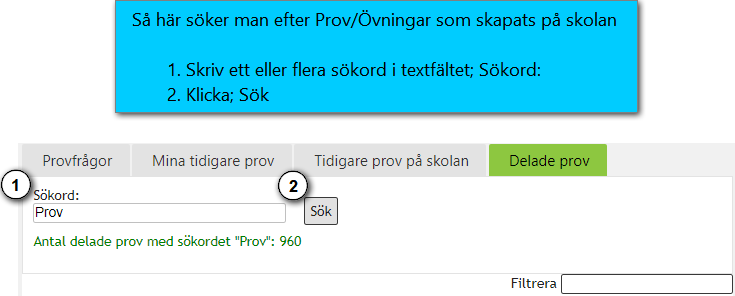 Så här söker man efter Prov/Övningar som skapats på skolan
1. Skriv ett eller flera sökord i textfältet; Sökord:
2. Klicka; Sök
Provfrågor Mina tidigare prov Tidigare prov på skolan Delade prov
1 2
Sökord:
Prov Sök
Antal delade prov med sökordet "Prov": 960
Filtrera